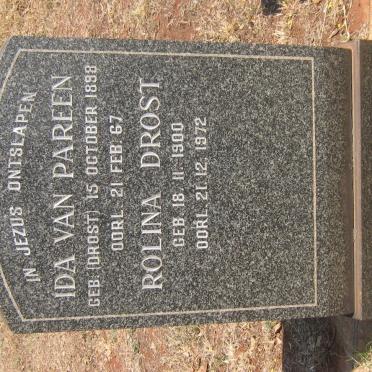 IN JEZUS ONTSLAPEN
IDA VAN PAREEN
GEB (DROST) 15 OCTOBER 1898
OORL 21 FEB 67
ROLINA DROST
GEB. 18. 11. 1900
OORL. 21. 12. 1972